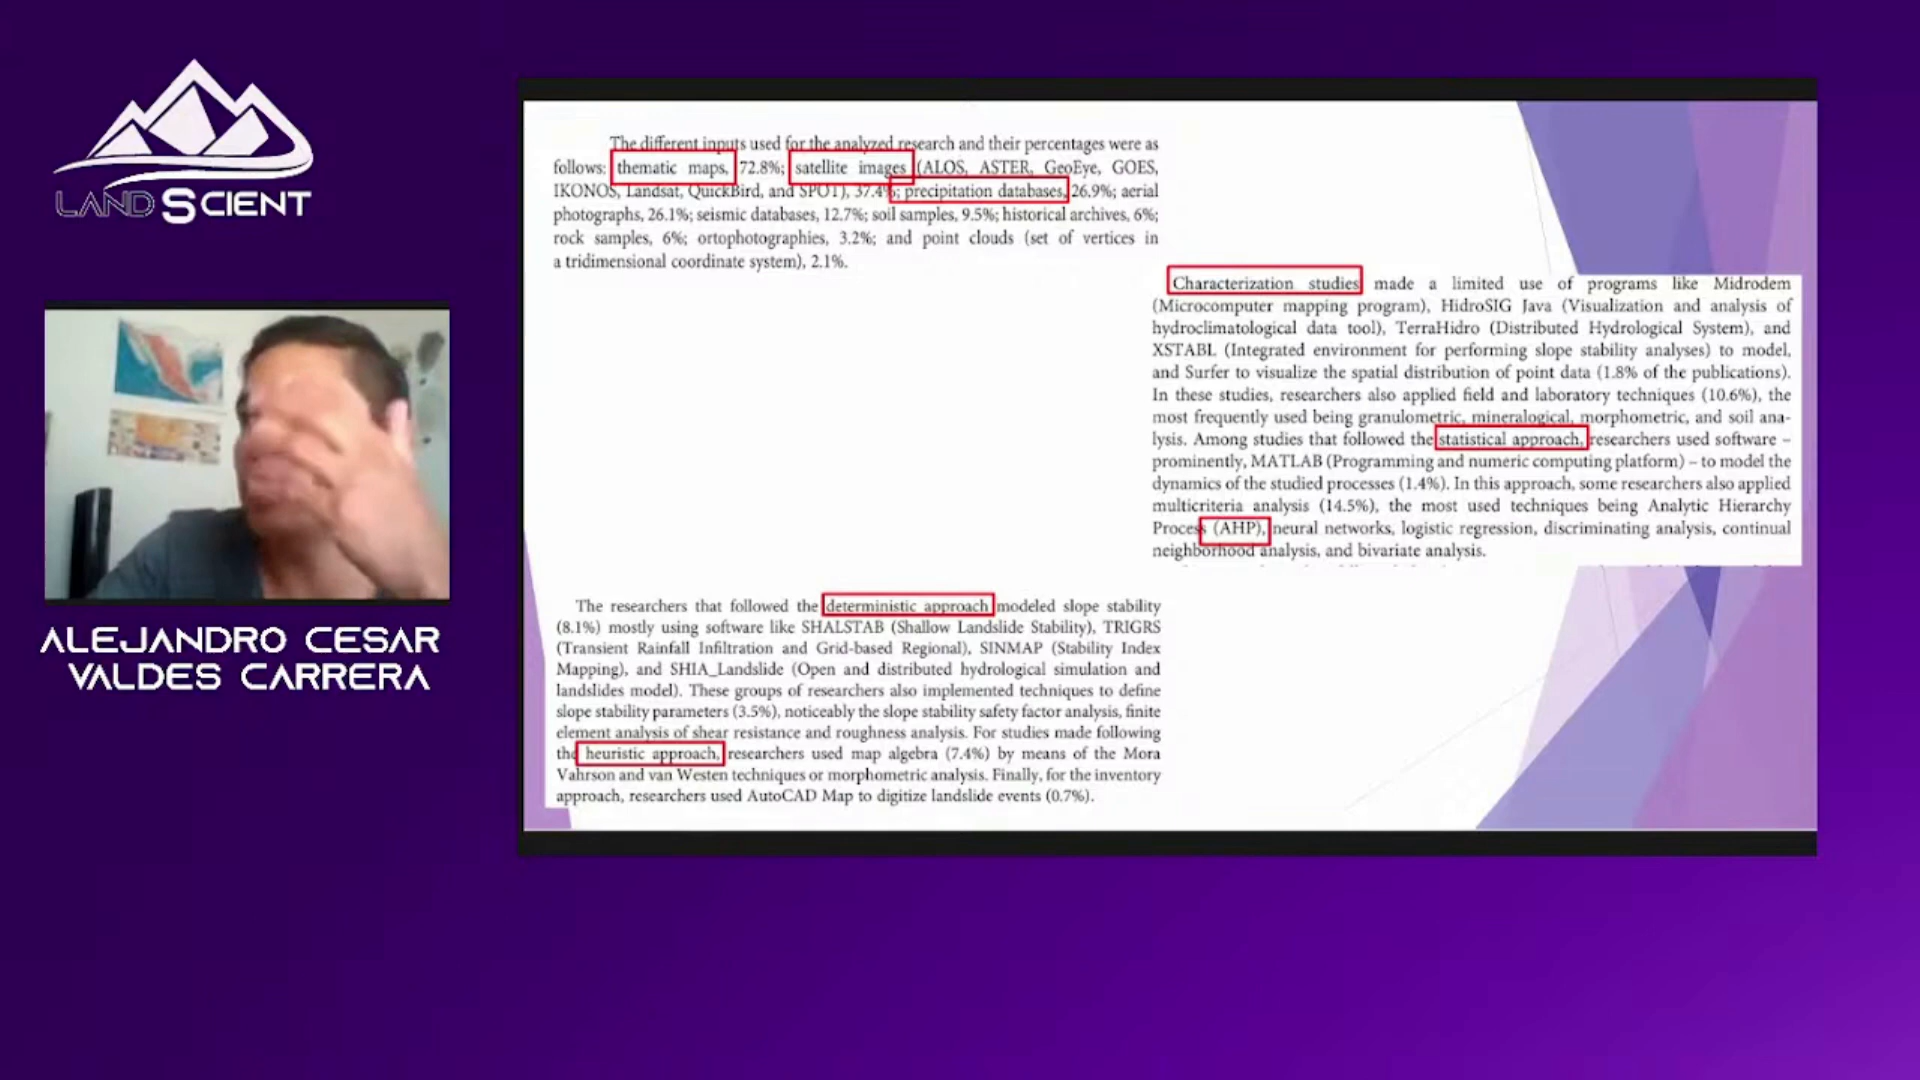 LANDSCIENT
ALEJANDRO CESAR
VALDES CARRERA
The different inputs used for the analyzed research and their percentages were as
follows: thematic maps, 72.8%; satellite images (ALOS, ASTER, GeoEye, GOES,
IKONOS, Landsat, QuickBird, and SPOT), 37.4%; precipitation databases, 26.9%; aerial
photographs, 26.1%; seismic databases, 12.7%; soil samples, 9.5%; historical archives, 6%;
rock samples, 6%; ortophotographies, 3.2%; and point clouds (set of vertices in
a tridimensional coordinate system), 2.1%.
Characterization studies made a limited use of programs like Midrodem
(Microcomputer mapping program), HidroSIG Java (Visualization and analysis of
hydroclimatological data tool), TerraHidro (Distributed Hydrological System), and
XSTABL (Integrated environment for performing slope stability analyses) to model,
and Surfer to visualize the spatial distribution of point data (1.8% of the publications).
In these studies, researchers also applied field and laboratory techniques (10.6%), the
most frequently used being granulometric, mineralogical, morphometric, and soil ana-
lysis. Among studies that followed the statistical approach, researchers used software –
prominently, MATLAB (Programming and numeric computing platform) – to model the
dynamics of the studied processes (1.4%). In this approach, some researchers also applied
multicriteria analysis (14.5%), the most used techniques being Analytic Hierarchy
Process (AHP), neural networks, logistic regression, discriminating analysis, continual
neighborhood analysis, and bivariate analysis.
The researchers that followed the deterministic approach modeled slope stability
(8.1%) mostly using software like SHALSTAB (Shallow Landslide Stability), TRIGRS
(Transient Rainfall Infiltration and Grid-based Regional), SINMAP (Stability Index
Mapping), and SHIA_Landslide (Open and distributed hydrological simulation and
landslides model). These groups of researchers also implemented techniques to define
slope stability parameters (3.5%), noticeably the slope stability safety factor analysis, finite
element analysis of shear resistance and roughness analysis. For studies made following
the heuristic approach, researchers used map algebra (7.4%) by means of the Mora
Vahrson and van Westen techniques or morphometric analysis. Finally, for the inventory
approach, researchers used AutoCAD Map to digitize landslide events (0.7%).